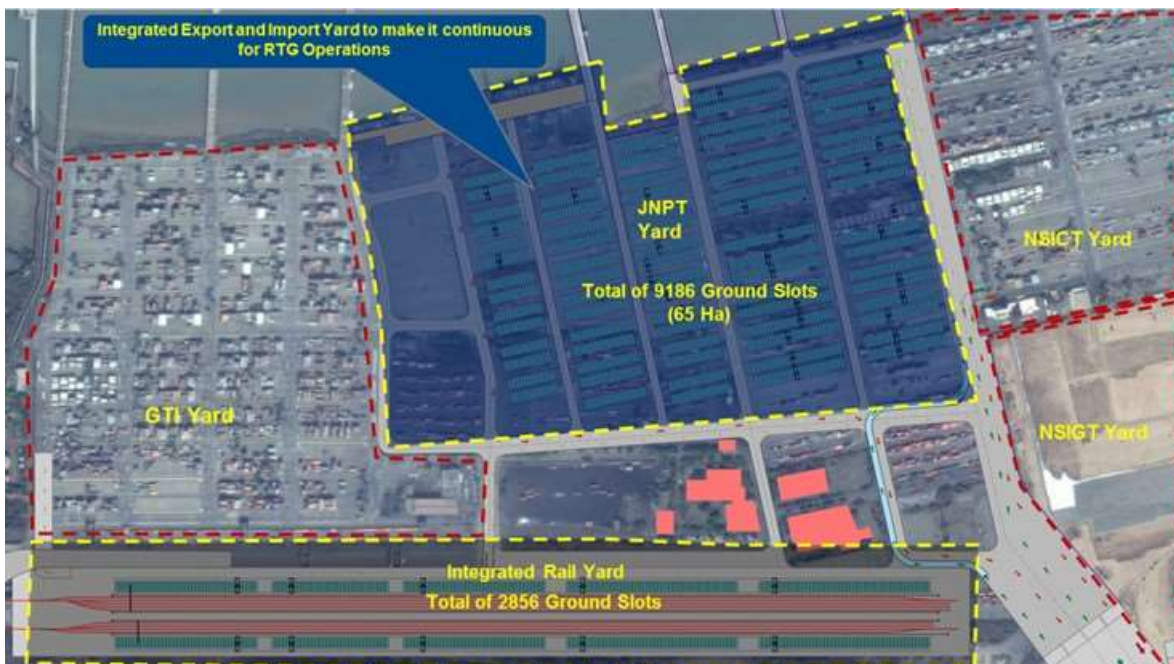 Integrated Export and Import Yard to make it continuous
for RTG Operations
JNPT
Yard
NSICT Yard
Total of 9186 Ground Slots
(65 Ha)
GTI Yard
NSIGT Yard
Integrated Rail Yard
Total of 2856 Ground Slots